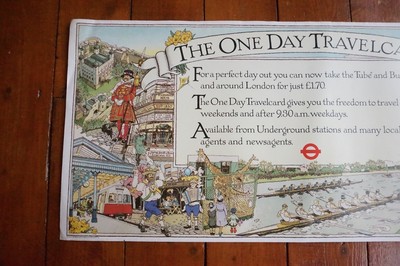 THE ONE DAY TRAVELCA
For a perfect day out you can now take the Tube and Bu
and around London for just £1.70.
The One Day Travelcard gives you the freedom to travel
weekends and after 9.30 a.m. weekdays.
Available from Underground stations and many local
agents and newsagents.